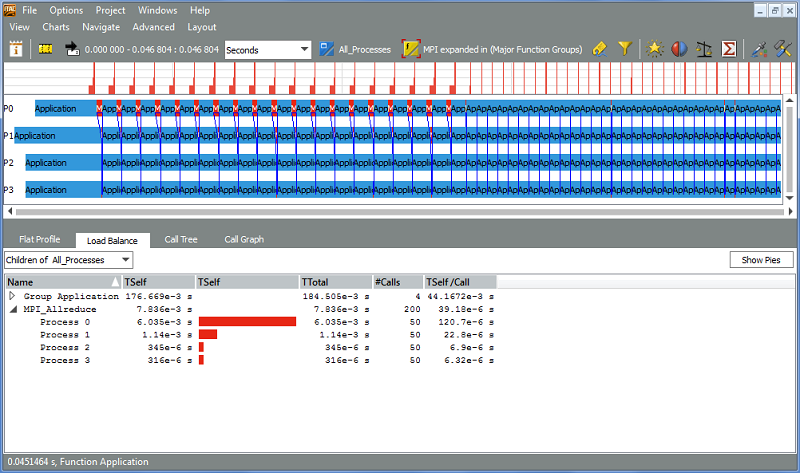 File Options Project Windows Help
View Charts Navigate Advanced Layout
0.000 000 - 0.046 804 : 0.046 804 Seconds All_Processes MPI expanded in (Major Function Groups)
P0 Application
P1 Application
P2 Application
P3 Application
Flat Profile Load Balance Call Tree Call Graph
Children of All_Processes Show Pies
Name TSelf TSelf TTotal #Calls TSelf /Call
Group Application 176.669e-3 s 184.505e-3 s 4 44.1672e-3 s
MPI_Allreduce 7.836e-3 s 7.836e-3 s 200 39.18e-6 s
Process 0 6.035e-3 s 6.035e-3 s 50 120.7e-6 s
Process 1 1.14e-3 s 1.14e-3 s 50 22.8e-6 s
Process 2 345e-6 s 345e-6 s 50 6.9e-6 s
Process 3 316e-6 s 316e-6 s 50 6.32e-6 s
0.0451464 s, Function Application